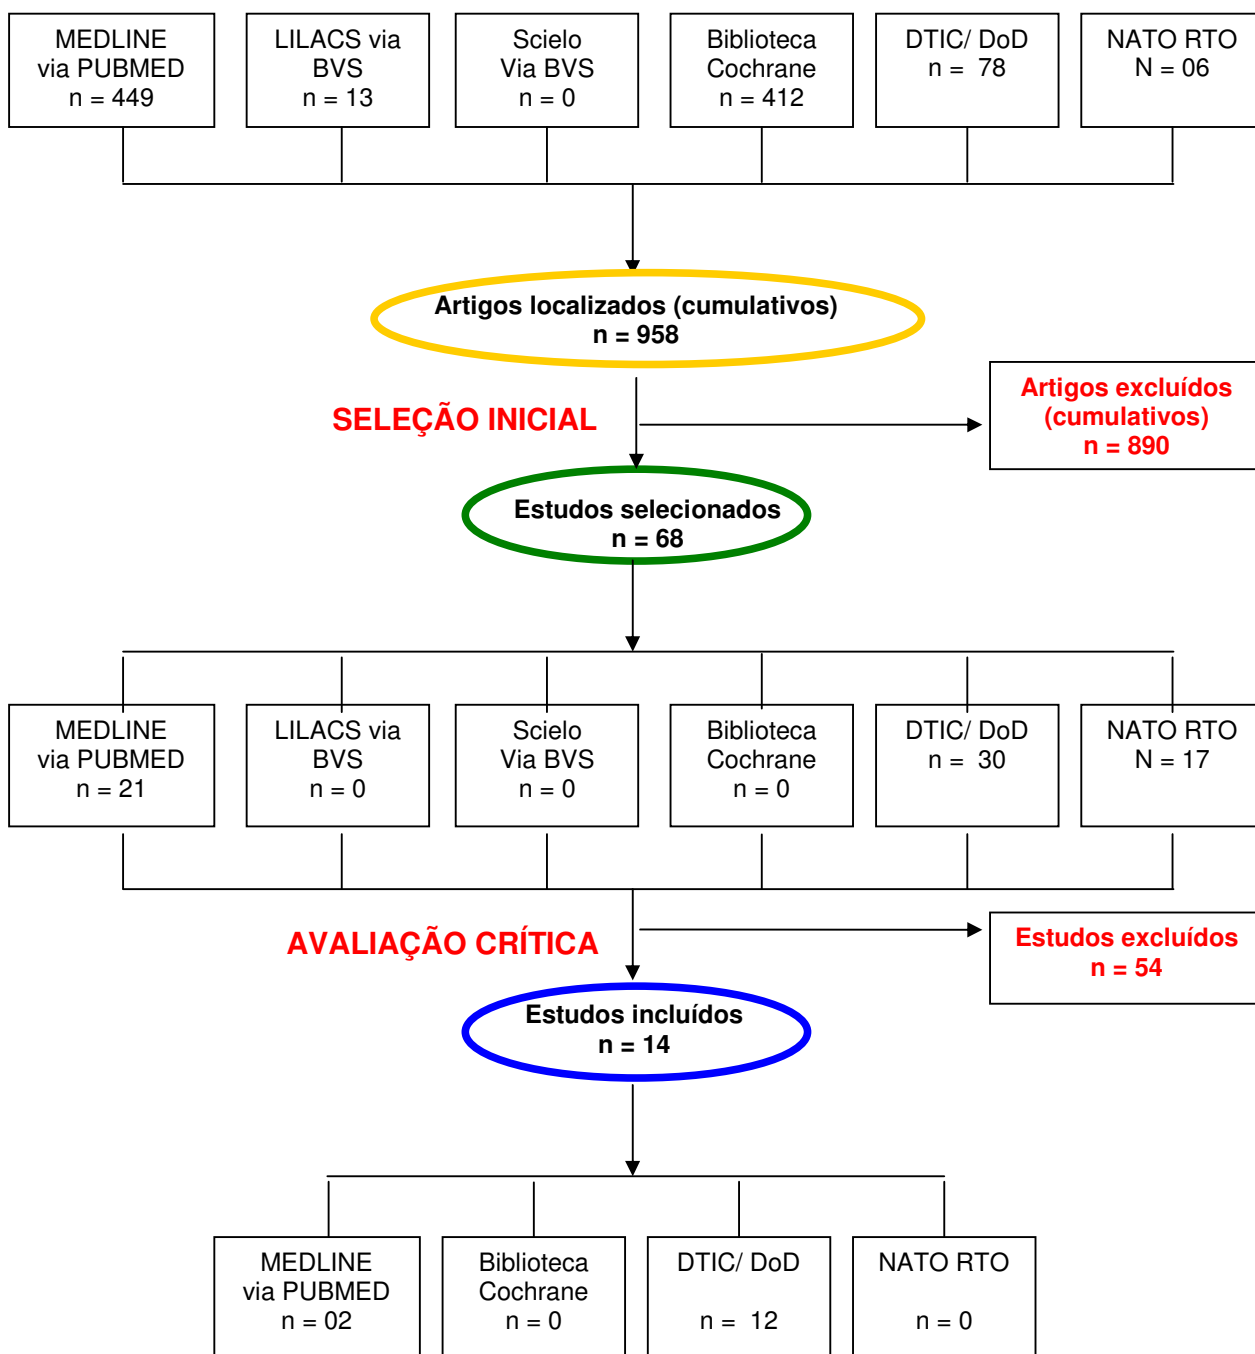 MEDLINE
via PUBMED
n = 449
LILACS via
BVS
n = 13
Scielo
Via BVS
n = 0
Biblioteca
Cochrane
n = 412
DTIC/ DoD
n = 78
NATO RTO
N = 06
Artigos localizados (cumulativos)
n = 958
SELEÇÃO INICIAL
Artigos excluídos
(cumulativos)
n = 890
Estudos selecionados
n = 68
MEDLINE
via PUBMED
n = 21
LILACS via
BVS
n = 0
Scielo
Via BVS
n = 0
Biblioteca
Cochrane
n = 0
DTIC/ DoD
n = 30
NATO RTO
N = 17
AVALIAÇÃO CRÍTICA
Estudos excluídos
n = 54
Estudos incluídos
n = 14
MEDLINE
via PUBMED
n = 02
Biblioteca
Cochrane
n = 0
DTIC/ DoD
n = 12
NATO RTO
n = 0